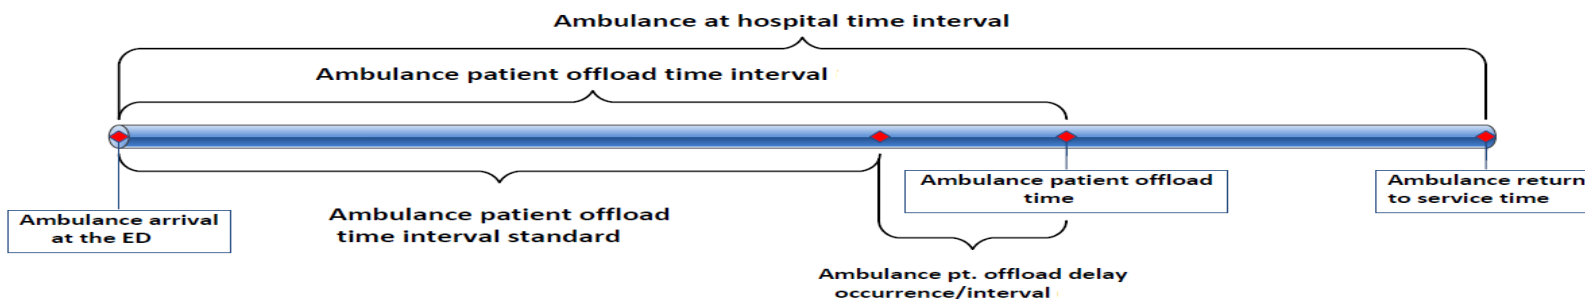 Ambulance at hospital time interval
Ambulance patient offload time interval
Ambulance patient offload
time
Ambulance return
to service time
Ambulance arrival
at the ED
Ambulance patient offload
time interval standard
Ambulance pt. offload delay
occurrence/interval